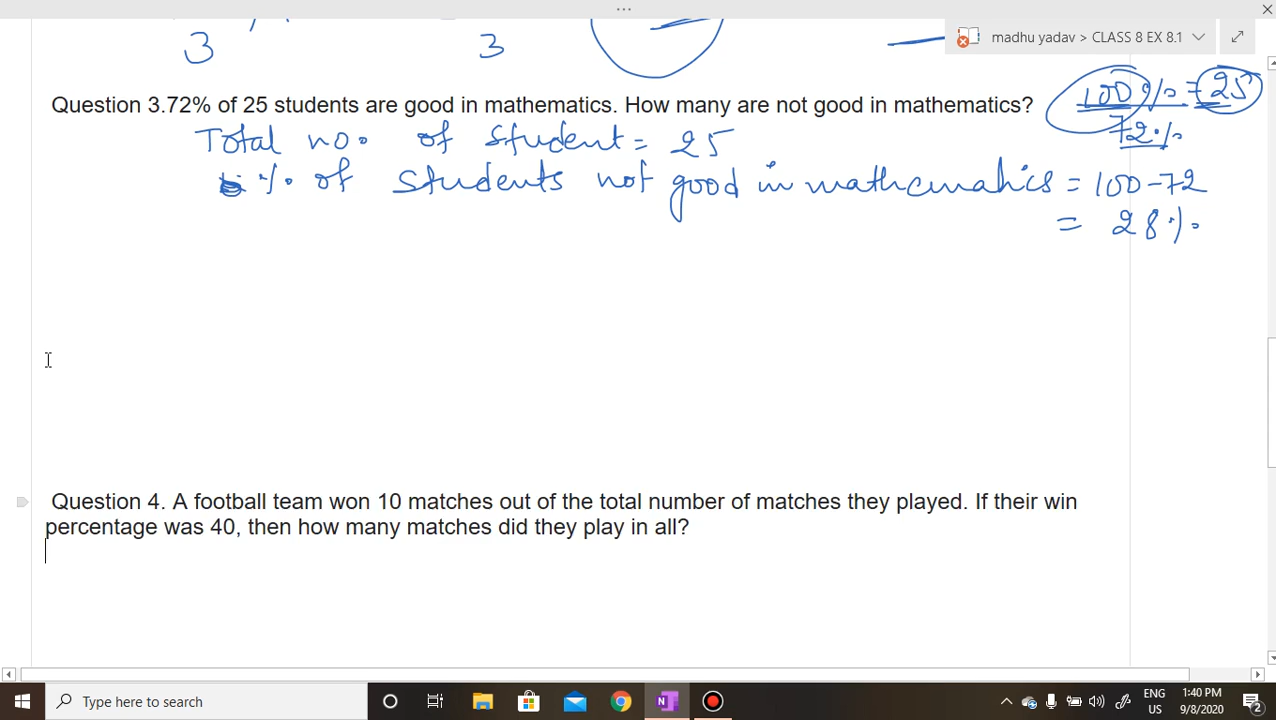 ...
3 3
madhu yadav > CLASS 8 EX 8.1
100% = 25
Question 3.72% of 25 students are good in mathematics. How many are not good in mathematics?
72%
Total no. of student = 25
% of students not good in mathematics = 100-72
= 28%
Question 4. A football team won 10 matches out of the total number of matches they played. If their win
percentage was 40, then how many matches did they play in all?
Type here to search
ENG
US
1:40 PM
9/8/2020
2